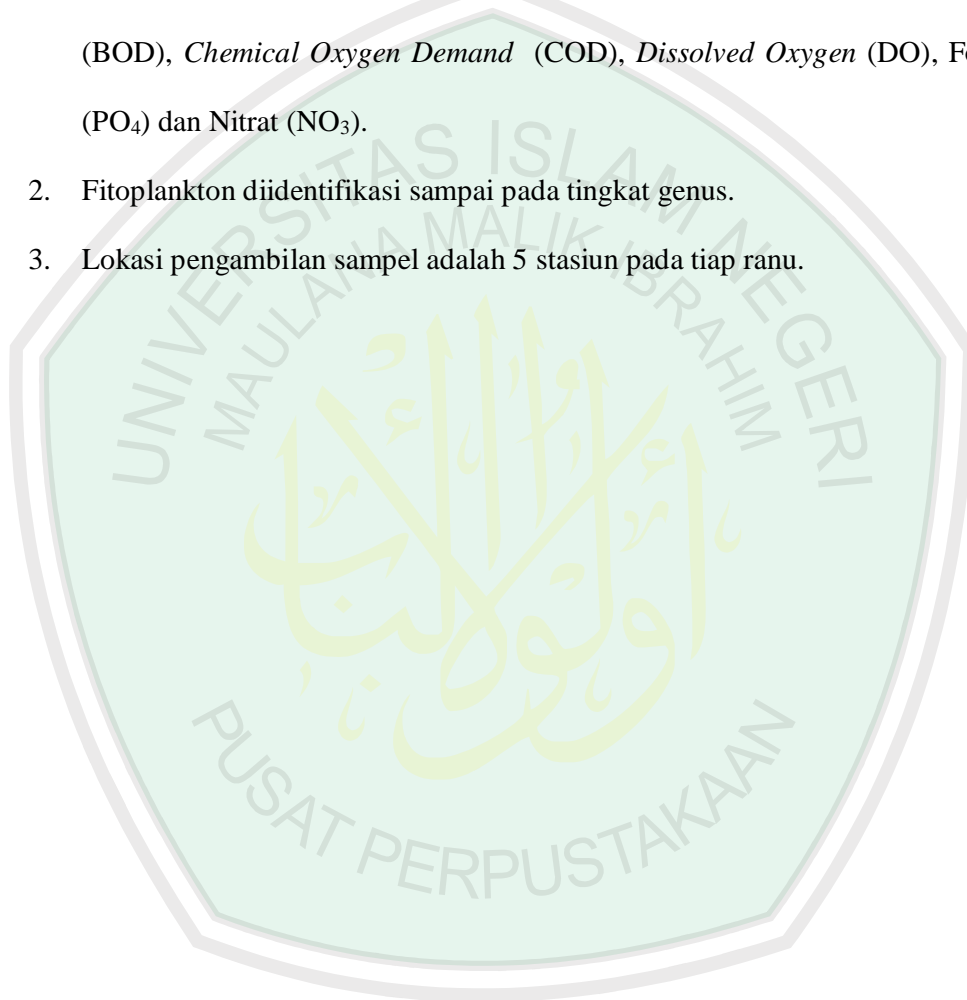 (BOD), Chemical Oxygen Demand (COD), Dissolved Oxygen (DO),
(PO₄) dan Nitrat (NO₃).
2. Fitoplankton diidentifikasi sampai pada tingkat genus.
3. Lokasi pengambilan sampel adalah 5 stasiun pada tiap ranu.
UNIVERSITAS ISLAM NEGERI
MAULANA MALIK IBRAHIM
PUSAT PERPUSTAKAAN